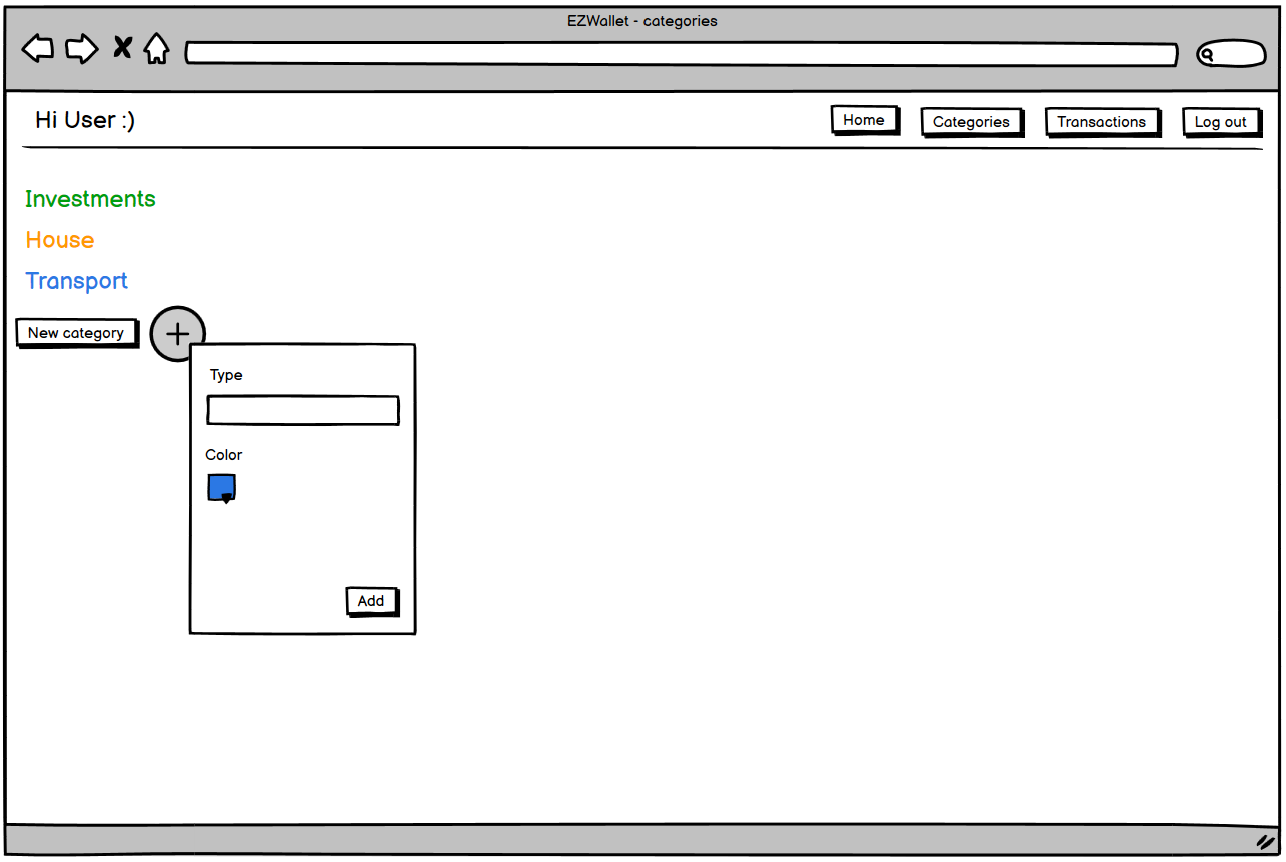 EZWallet - categories
Hi User :)
Home
Categories
Transactions
Log out
Investments
House
Transport
New category
Type
Color
Add